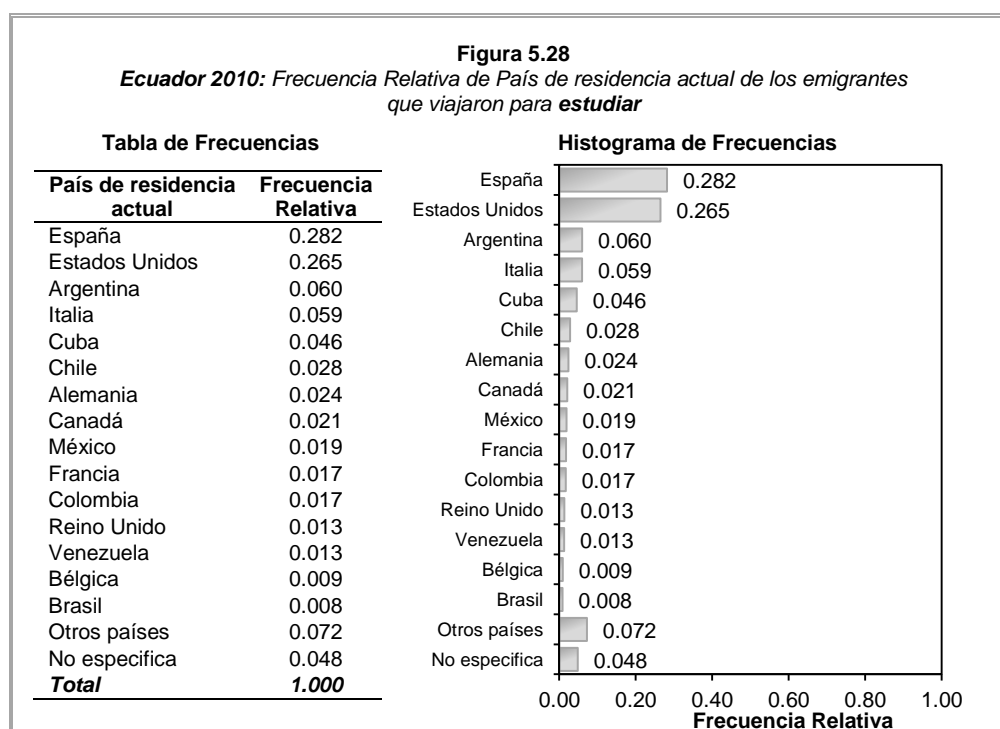 Figura 5.28
Ecuador 2010: Frecuencia Relativa de País de residencia actual de los emigrantes
que viajaron para estudiar
Tabla de Frecuencias
País de residencia actual Frecuencia Relativa
España 0.282
Estados Unidos 0.265
Argentina 0.060
Italia 0.059
Cuba 0.046
Chile 0.028
Alemania 0.024
Canadá 0.021
México 0.019
Francia 0.017
Colombia 0.017
Reino Unido 0.013
Venezuela 0.013
Bélgica 0.009
Brasil 0.008
Otros países 0.072
No especifica 0.048
Total 1.000
Histograma de Frecuencias
España 0.282
Estados Unidos 0.265
Argentina 0.060
Italia 0.059
Cuba 0.046
Chile 0.028
Alemania 0.024
Canadá 0.021
México 0.019
Francia 0.017
Colombia 0.017
Reino Unido 0.013
Venezuela 0.013
Bélgica 0.009
Brasil 0.008
Otros países 0.072
No especifica 0.048
0.00 0.20 0.40 0.60 0.80 1.00
Frecuencia Relativa